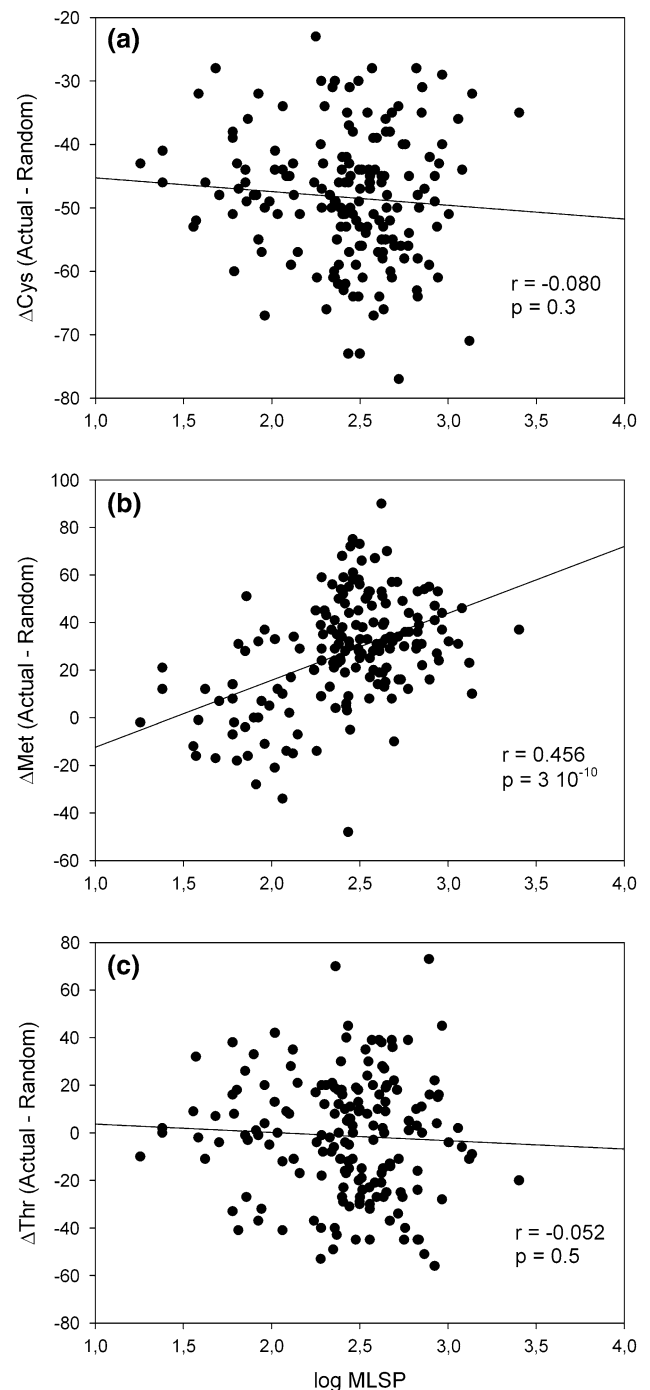 (a)
-20
-30
-40
-50
-60
-70
-80
ΔCys (Actual - Random)
r = -0.080
p = 0.3
1,0 1,5 2,0 2,5 3,0 3,5 4,0
(b)
100
80
60
40
20
0
-20
-40
-60
ΔMet (Actual - Random)
r = 0.456
p = 3 10⁻¹⁰
1,0 1,5 2,0 2,5 3,0 3,5 4,0
(c)
80
60
40
20
0
-20
-40
-60
-80
ΔThr (Actual - Random)
r = -0.052
p = 0.5
1,0 1,5 2,0 2,5 3,0 3,5 4,0
log MLSP